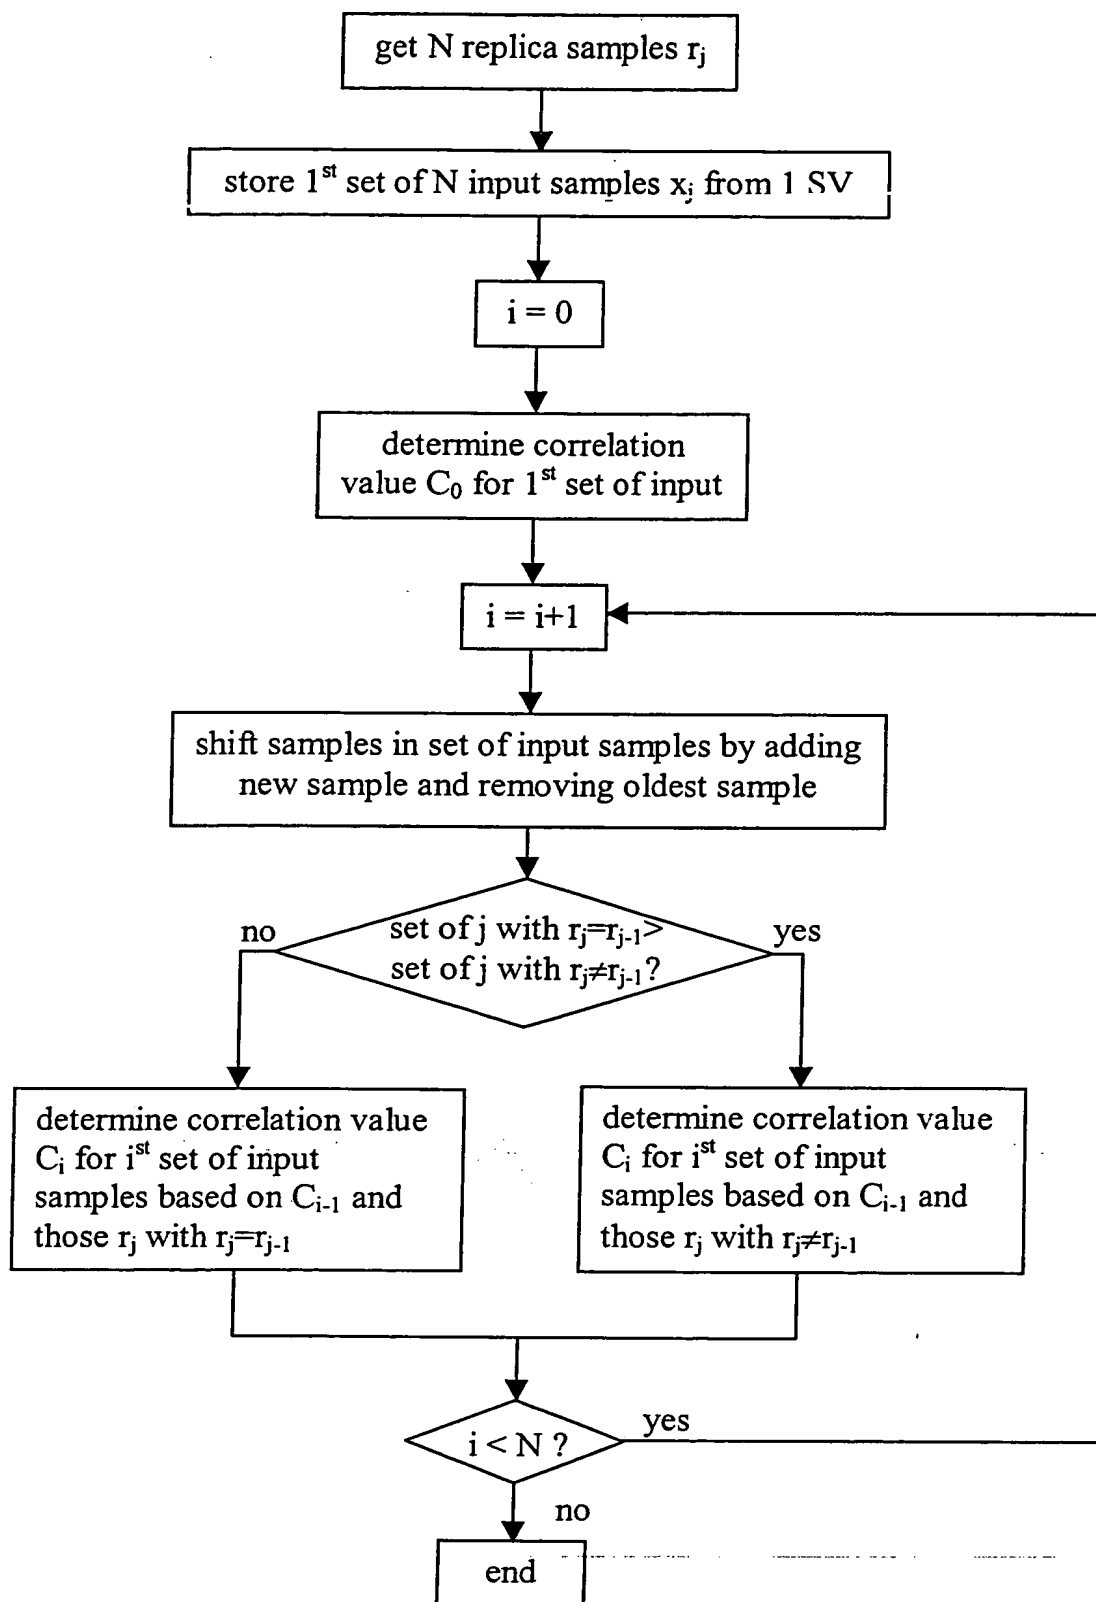 get N replica samples rj
store 1st set of N input samples xj from 1 SV
i = 0
determine correlation
value C0 for 1st set of input
i = i+1
shift samples in set of input samples by adding
new sample and removing oldest sample
no
set of j with rj=rj-1>
set of j with rj≠rj-1?
yes
determine correlation value
Ci for ist set of input
samples based on Ci-1 and
those rj with rj=rj-1
determine correlation value
Ci for ist set of input
samples based on Ci-1 and
those rj with rj≠rj-1
i < N ?
yes
no
end